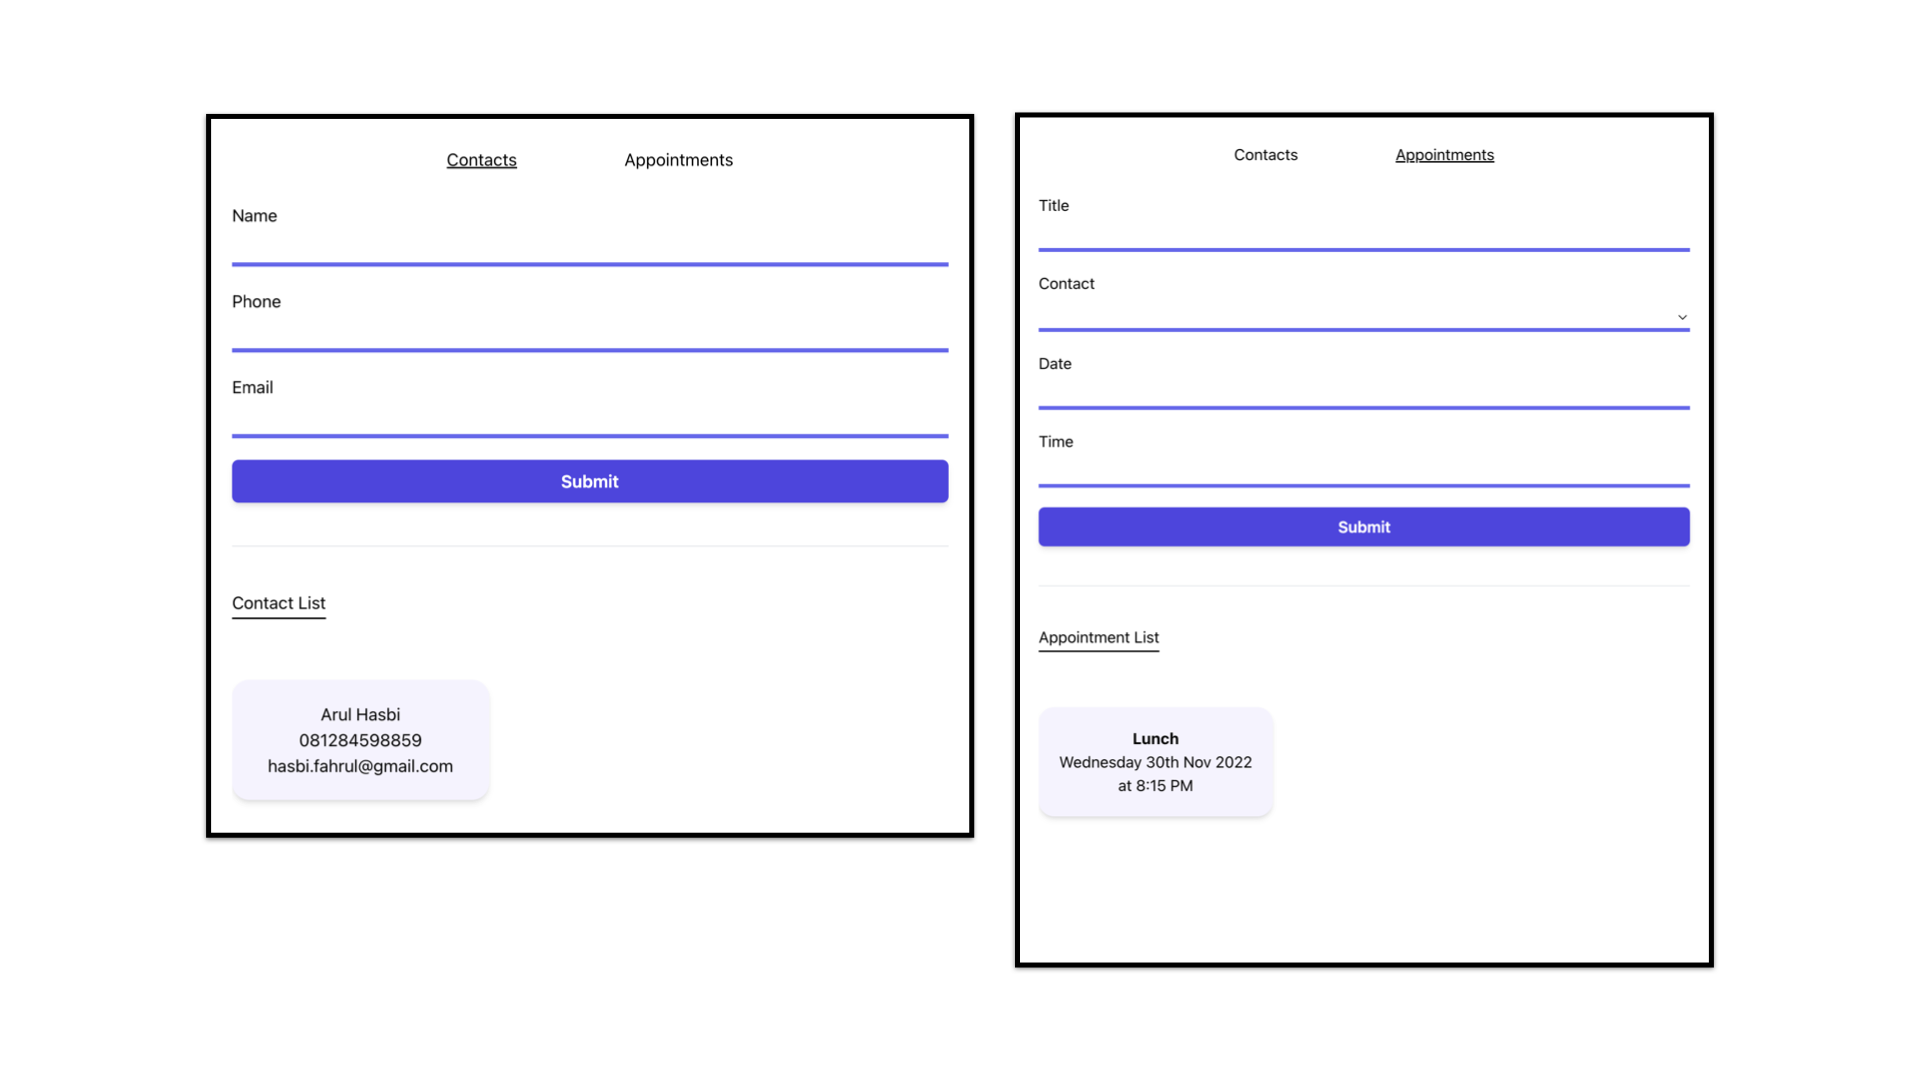 Contacts Appointments
Name
Phone
Email
Submit
Contact List
Arul Hasbi
081284598859
hasbi.fahrul@gmail.com
Contacts Appointments
Title
Contact
Date
Time
Submit
Appointment List
Lunch
Wednesday 30th Nov 2022
at 8:15 PM